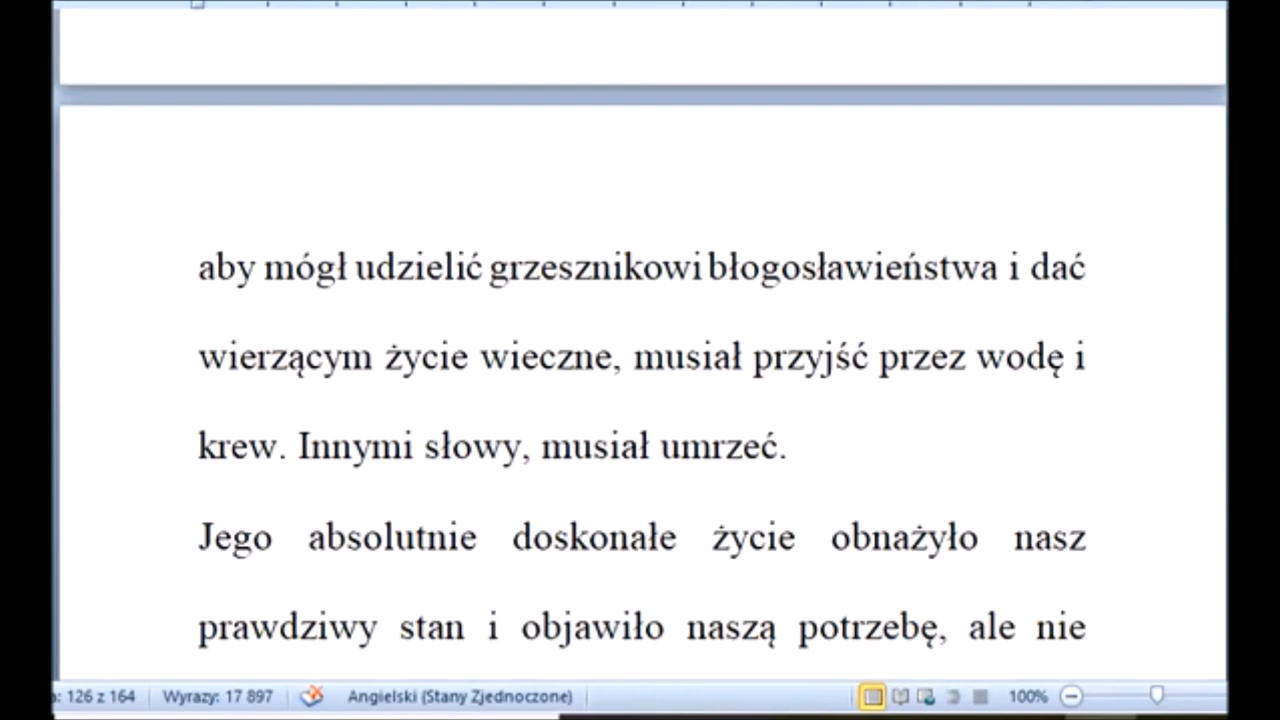 aby mógł udzielić grzesznikowi błogosławieństwa i dać
wierzącym życie wieczne, musiał przyjść przez wodę i
krew. Innymi słowy, musiał umrzeć.
Jego absolutnie doskonałe życie obnażyło nasz
prawdziwy stan i objawiło naszą potrzebę, ale nie
: 126 z 164 Wyrazy: 17 897 Angielski (Stany Zjednoczone) 100%